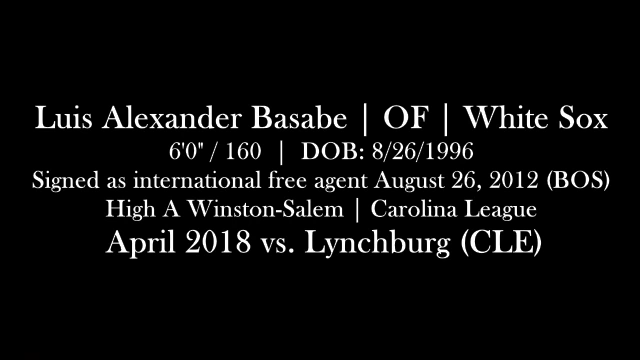 Luis Alexander Basabe | OF | White Sox
6'0" / 160 | DOB: 8/26/1996
Signed as international free agent August 26, 2012 (BOS)
High A Winston-Salem | Carolina League
April 2018 vs. Lynchburg (CLE)